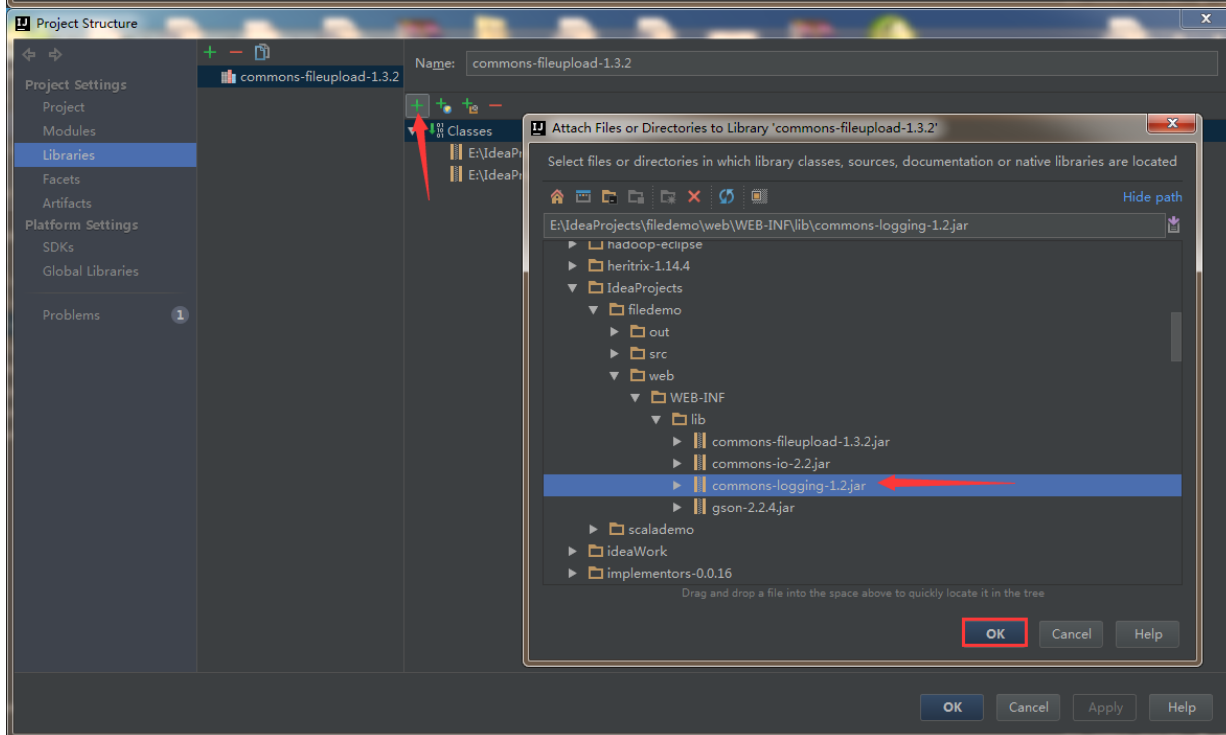 Project Structure
Project Settings
Project
Modules
Libraries
Facets
Artifacts
Platform Settings
SDKs
Global Libraries
Problems 1
commons-fileupload-1.3.2
Name: commons-fileupload-1.3.2
Classes
E:\IdeaPr
E:\IdeaPr
Attach Files or Directories to Library 'commons-fileupload-1.3.2'
Select files or directories in which library classes, sources, documentation or native libraries are located
Hide path
E:\IdeaProjects\filedemo\web\WEB-INF\lib\commons-logging-1.2.jar
hadoop-eclipse
heritrix-1.14.4
IdeaProjects
filedemo
out
src
web
WEB-INF
lib
commons-fileupload-1.3.2.jar
commons-io-2.2.jar
commons-logging-1.2.jar
gson-2.2.4.jar
scalademo
ideaWork
implementors-0.0.16
Drag and drop a file into the space above to quickly locate it in the tree
OK Cancel Help
OK Cancel Apply Help